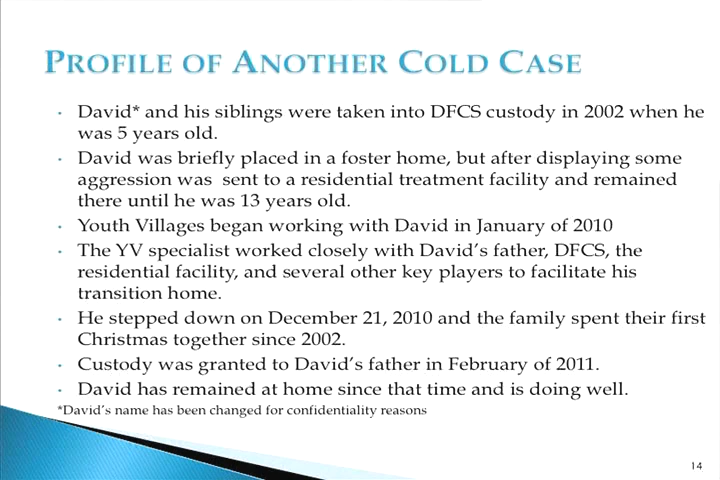 PROFILE OF ANOTHER COLD CASE
• David* and his siblings were taken into DFCS custody in 2002 when he
was 5 years old.
• David was briefly placed in a foster home, but after displaying some
aggression was sent to a residential treatment facility and remained
there until he was 13 years old.
• Youth Villages began working with David in January of 2010
• The YV specialist worked closely with David's father, DFCS, the
residential facility, and several other key players to facilitate his
transition home.
• He stepped down on December 21, 2010 and the family spent their first
Christmas together since 2002.
• Custody was granted to David's father in February of 2011.
• David has remained at home since that time and is doing well.
*David's name has been changed for confidentiality reasons
14